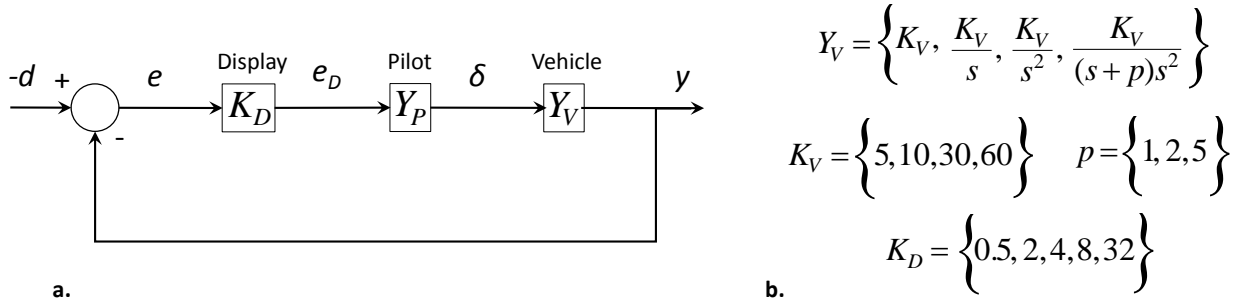 Display Pilot Vehicle
-d + e e_D δ y
K_D Y_P Y_V
-
a.
Y_V = { K_V, K_V/s, K_V/s^2, K_V/((s + p)s^2) }
K_V = {5,10,30,60} p = {1, 2, 5}
K_D = {0.5, 2, 4, 8, 32}
b.